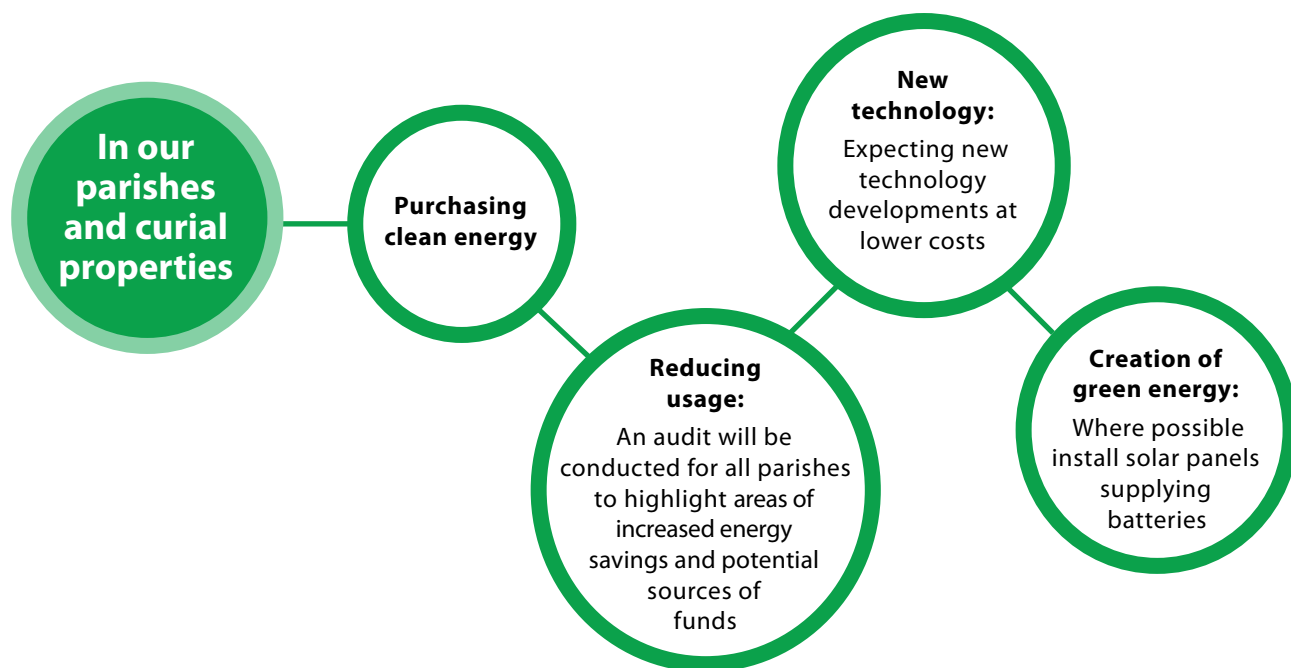 In our
parishes
and curial
properties
Purchasing
clean energy
Reducing
usage:
An audit will be
conducted for all parishes
to highlight areas of
increased energy
savings and potential
sources of
funds
New
technology:
Expecting new
technology
developments at
lower costs
Creation of
green energy:
Where possible
install solar panels
supplying
batteries